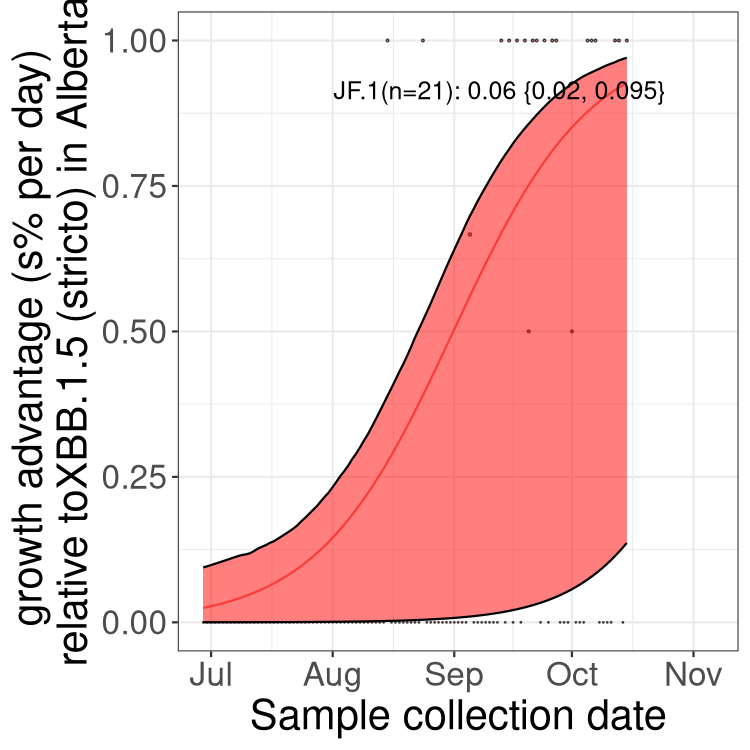 growth advantage (s% per day)
relative toXBB.1.5 (stricto) in Alberta
1.00
0.75
0.50
0.25
0.00
JF.1(n=21): 0.06 {0.02, 0.095}
Jul Aug Sep Oct Nov
Sample collection date